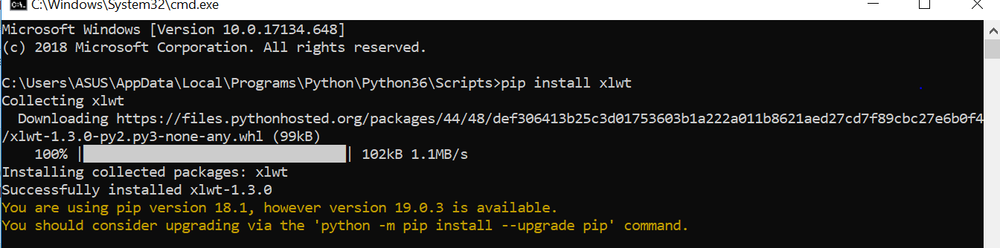 C:\Windows\System32\cmd.exe
Microsoft Windows [Version 10.0.17134.648]
(c) 2018 Microsoft Corporation. All rights reserved.
C:\Users\ASUS\AppData\Local\Programs\Python\Python36\Scripts>pip install xlwt
Collecting xlwt
Downloading https://files.pythonhosted.org/packages/44/48/def306413b25c3d01753603b1a222a011b8621aed27cd7f89cbc27e6b0f4
/xlwt-1.3.0-py2.py3-none-any.whl (99kB)
100% |████████████████████████████████| 102kB 1.1MB/s
Installing collected packages: xlwt
Successfully installed xlwt-1.3.0
You are using pip version 18.1, however version 19.0.3 is available.
You should consider upgrading via the 'python -m pip install --upgrade pip' command.